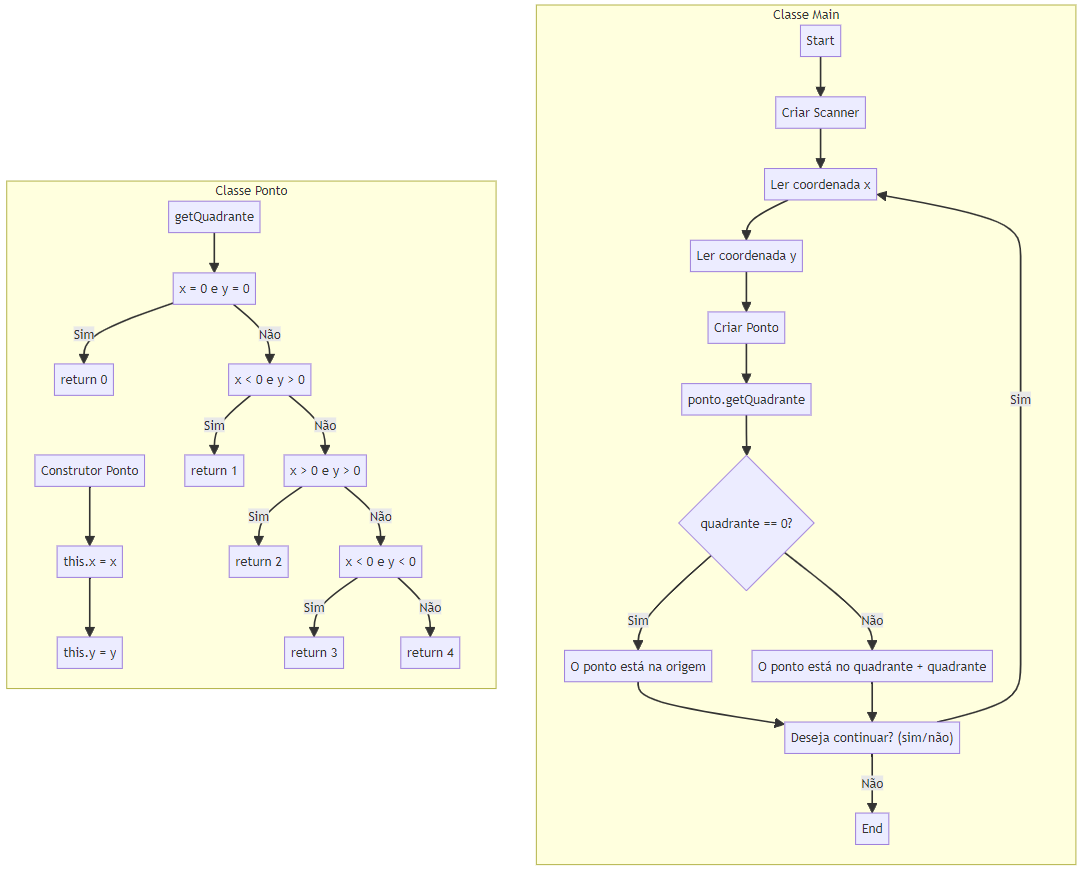 Classe Ponto
getQuadrante
x = 0 e y = 0
Sim
Não
return 0
x < 0 e y > 0
Sim
Não
return 1
x > 0 e y > 0
Sim
Não
return 2
x < 0 e y < 0
Sim
Não
return 3
return 4
Construtor Ponto
this.x = x
this.y = y
Classe Main
Start
Criar Scanner
Ler coordenada x
Ler coordenada y
Criar Ponto
ponto.getQuadrante
quadrante == 0?
Sim
Não
O ponto está na origem
O ponto está no quadrante + quadrante
Deseja continuar? (sim/não)
Sim
Não
End